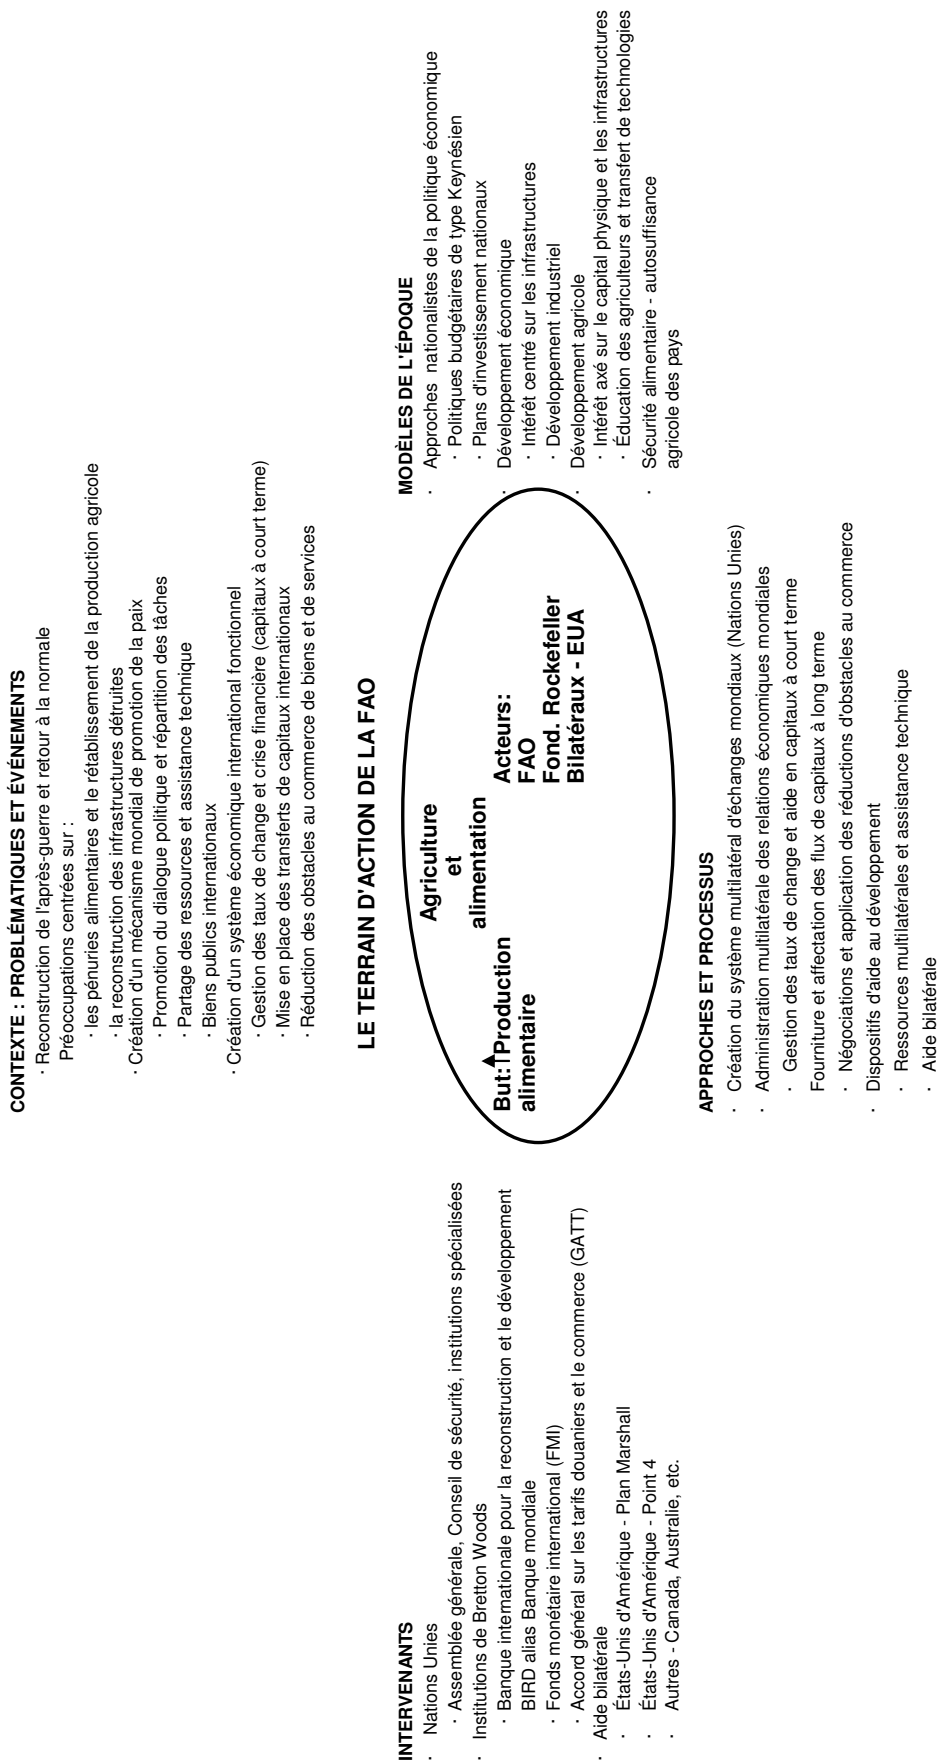 CONTEXTE : PROBLÉMATIQUES ET ÉVÉNEMENTS
· Reconstruction de l'après-guerre et retour à la normale
Préoccupations centrées sur :
· les pénuries alimentaires et le rétablissement de la production agricole
· la reconstruction des infrastructures détruites
· Création d'un mécanisme mondial de promotion de la paix
· Promotion du dialogue politique et répartition des tâches
· Partage des ressources et assistance technique
· Biens publics internationaux
· Création d'un système économique international fonctionnel
· Gestion des taux de change et crise financière (capitaux à court terme)
· Mise en place des transferts de capitaux internationaux
· Réduction des obstacles au commerce de biens et de services
LE TERRAIN D'ACTION DE LA FAO
INTERVENANTS
· Nations Unies
· Assemblée générale, Conseil de sécurité, institutions spécialisées
· Institutions de Bretton Woods
· Banque internationale pour la reconstruction et le développement
BIRD alias Banque mondiale
· Fonds monétaire international (FMI)
· Accord général sur les tarifs douaniers et le commerce (GATT)
· Aide bilatérale
· États-Unis d'Amérique - Plan Marshall
· États-Unis d'Amérique - Point 4
· Autres - Canada, Australie, etc.
Agriculture
et
alimentation
But:↑Production
alimentaire
Acteurs:
FAO
Fond. Rockefeller
Bilatéraux - EUA
MODÈLES DE L'ÉPOQUE
· Approches nationalistes de la politique économique
· Politiques budgétaires de type Keynésien
· Plans d'investissement nationaux
· Développement économique
· Intérêt centré sur les infrastructures
· Développement industriel
· Développement agricole
· Intérêt axé sur le capital physique et les infrastructures
· Éducation des agriculteurs et transfert de technologies
· Sécurité alimentaire - autosuffisance
agricole des pays
APPROCHES ET PROCESSUS
· Création du système multilatéral d'échanges mondiaux (Nations Unies)
· Administration multilatérale des relations économiques mondiales
· Gestion des taux de change et aide en capitaux à court terme
Fourniture et affectation des flux de capitaux à long terme
· Négociations et application des réductions d'obstacles au commerce
· Dispositifs d'aide au développement
· Ressources multilatérales et assistance technique
· Aide bilatérale